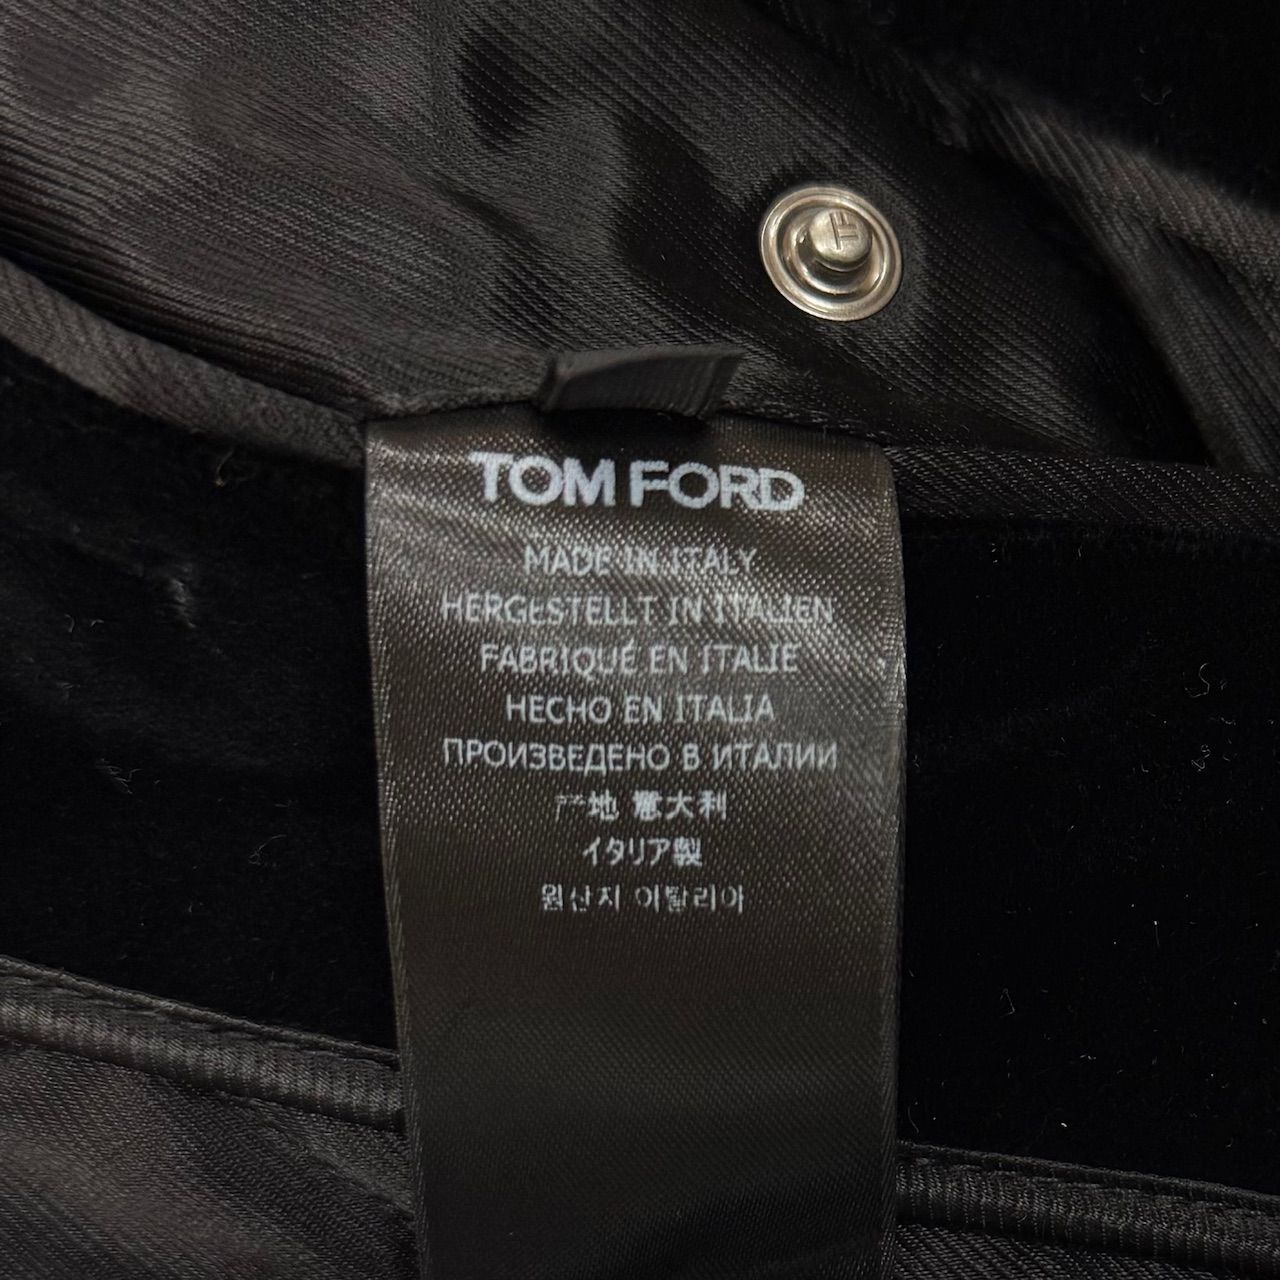 TF
TOM FORD
MADE IN ITALY
HERGESTELLT IN ITALIEN
FABRIQUÉ EN ITALIE
HECHO EN ITALIA
ПРОИЗВЕДЕНО В ИТАЛИИ
产地 意大利
イタリア製
원산지 이탈리아